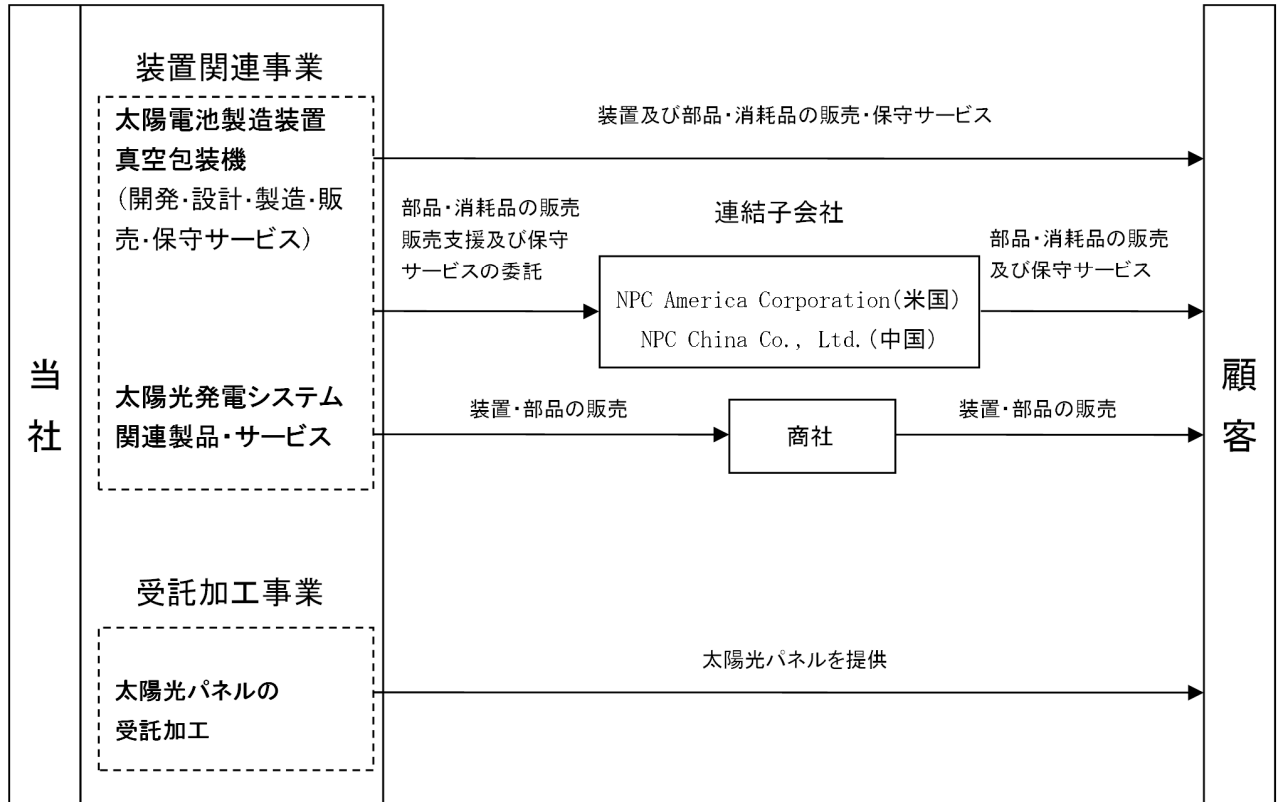 当社
装置関連事業
太陽電池製造装置
真空包装機
(開発・設計・製造・販
売・保守サービス)
太陽光発電システム
関連製品・サービス
受託加工事業
太陽光パネルの
受託加工
装置及び部品・消耗品の販売・保守サービス
部品・消耗品の販売
販売支援及び保守
サービスの委託
連結子会社
NPC America Corporation(米国)
NPC China Co., Ltd.(中国)
部品・消耗品の販売
及び保守サービス
装置・部品の販売
商社
装置・部品の販売
太陽光パネルを提供
顧客